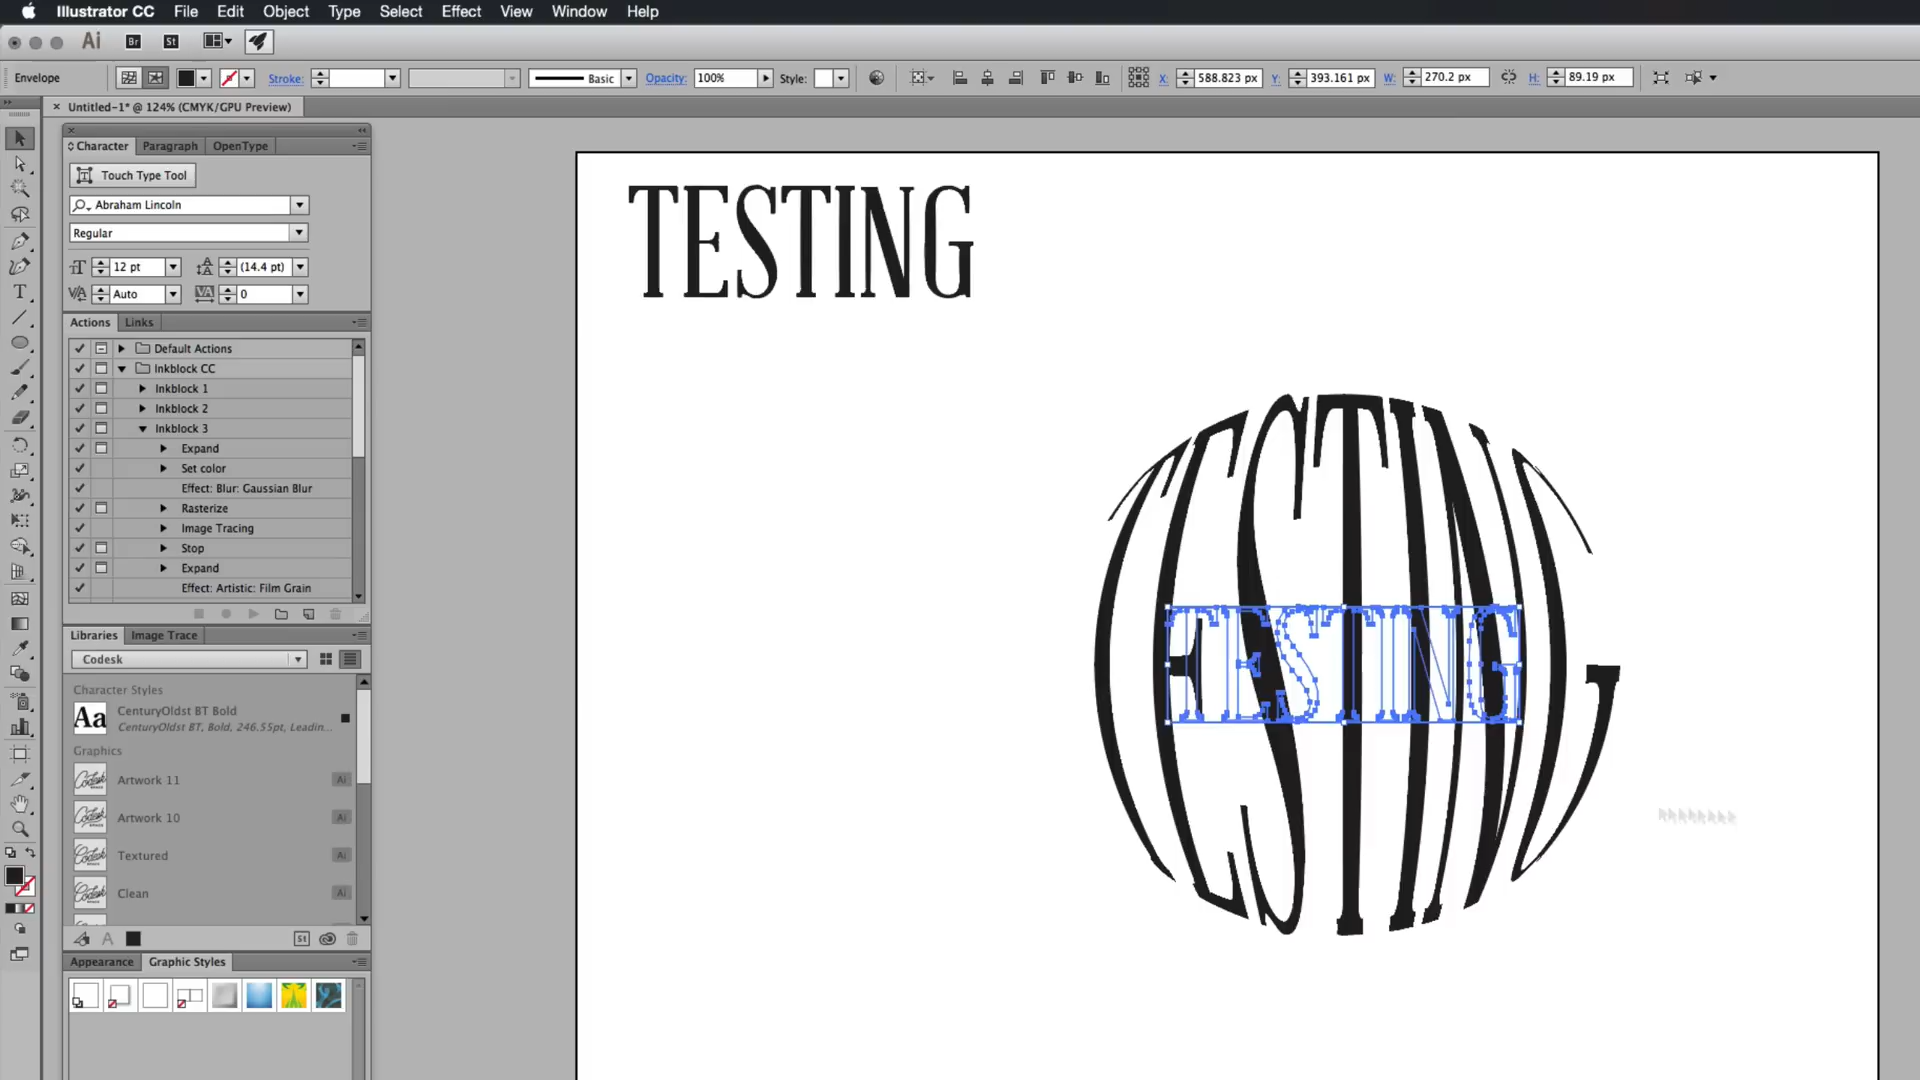 Illustrator CC File Edit Object Type Select Effect View Window Help
Ai Br St
Envelope Stroke: Basic Opacity: 100% Style: X: 588.823 px Y: 393.161 px W: 270.2 px H: 89.19 px
Untitled-1* @ 124% (CMYK/GPU Preview)
Character Paragraph OpenType
Touch Type Tool
Abraham Lincoln
Regular
12 pt (14.4 pt)
Auto 0
Actions Links
Default Actions
Inkblock CC
Inkblock 1
Inkblock 2
Inkblock 3
Expand
Set color
Effect: Blur: Gaussian Blur
Rasterize
Image Tracing
Stop
Expand
Effect: Artistic: Film Grain
Libraries Image Trace
Codesk
Character Styles
Aa CenturyOldst BT Bold
CenturyOldst BT, Bold, 246.55pt, Leadin...
Graphics
Artwork 11 Ai
Artwork 10 Ai
Textured Ai
Clean Ai
St
Appearance Graphic Styles
TESTING
TESTING
TESTING